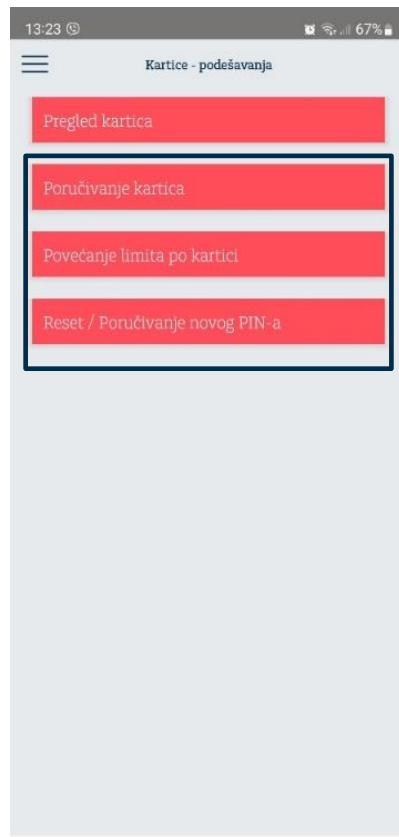 13:23 67%
Kartice - podešavanja
Pregled kartica
Poručivanje kartica
Povećanje limita po kartici
Reset / Poručivanje novog PIN-a